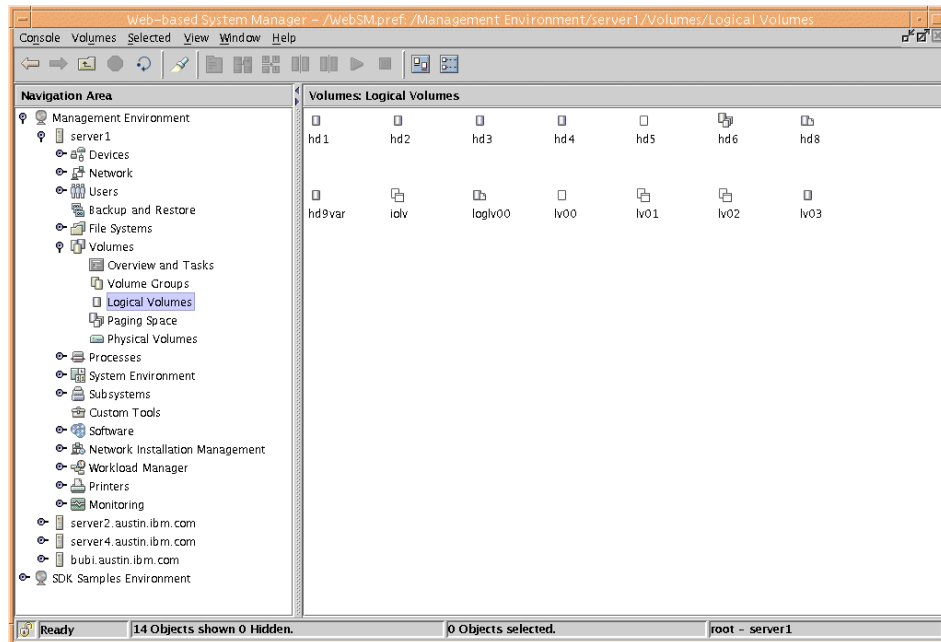 Web-based System Manager - /WebSM.pref: /Management Environment/server1/Volumes/Logical Volumes
Console Volumes Selected View Window Help
Navigation Area
Management Environment
server1
Devices
Network
Users
Backup and Restore
File Systems
Volumes
Overview and Tasks
Volume Groups
Logical Volumes
Paging Space
Physical Volumes
Processes
System Environment
Subsystems
Custom Tools
Software
Network Installation Management
Workload Manager
Printers
Monitoring
server2.austin.ibm.com
server4.austin.ibm.com
bubi.austin.ibm.com
SDK Samples Environment
Volumes: Logical Volumes
hd1 hd2 hd3 hd4 hd5 hd6 hd8
hd9var iolv loglv00 lv00 lv01 lv02 lv03
Ready 14 Objects shown 0 Hidden. 0 Objects selected. root - server1